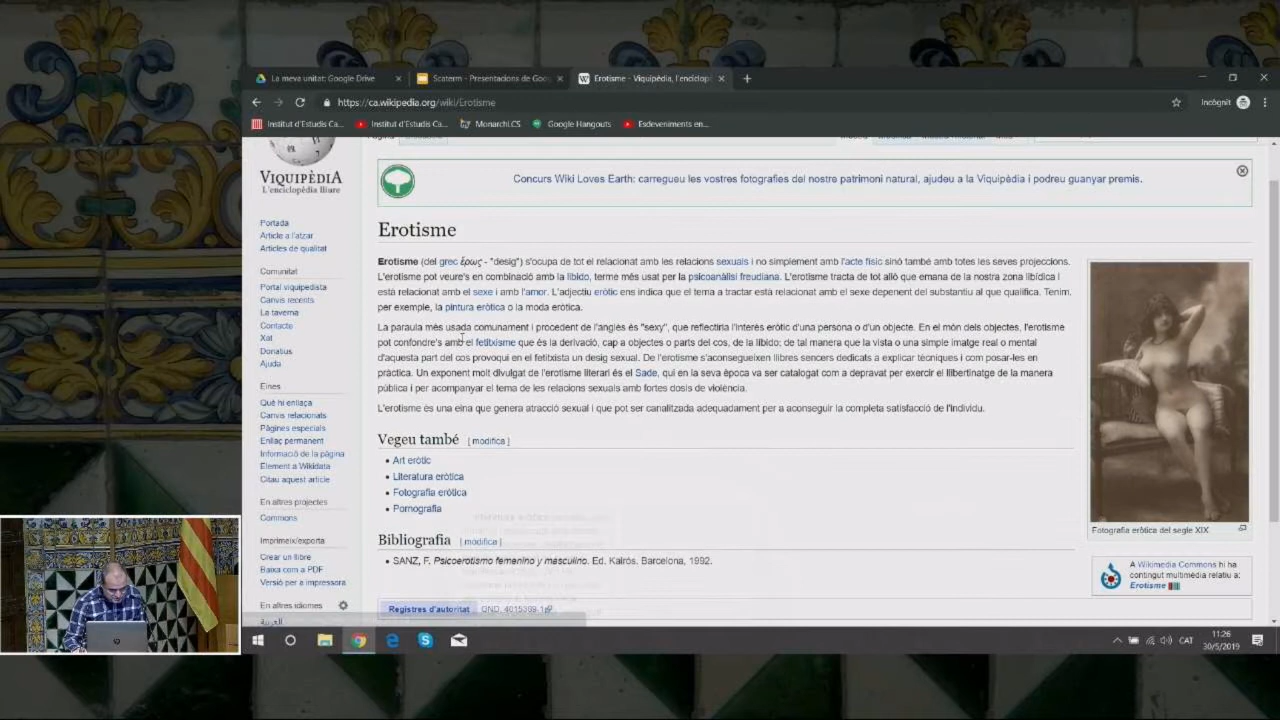 La meva unitat: Google Drive
Scaterm - Presentacions de Goog
Erotisme - Viquipèdia, l'enciclop
https://ca.wikipedia.org/wiki/Erotisme
Incògnit
Institut d'Estudis Ca...
Institut d'Estudis Ca...
MonarchI.CS
Google Hangouts
Esdeveniments en...
VIQUIPÈDIA
L'enciclopèdia lliure
Portada
Article a l'atzar
Articles de qualitat
Comunitat
Portal viquipedista
Canvis recents
La taverna
Contacte
Xat
Donatius
Ajuda
Eines
Què hi enllaça
Canvis relacionats
Pàgines especials
Enllaç permanent
Informació de la pàgina
Element a Wikidata
Citau aquest article
En altres projectes
Commons
Imprimeix/exporta
Crear un llibre
Baixa com a PDF
Versió per a impressora
En altres idiomes
العربية
Concurs Wiki Loves Earth: carregueu les vostres fotografies del nostre patrimoni natural, ajudeu a la Viquipèdia i podreu guanyar premis.
Erotisme
Erotisme (del grec ἔρως - "desig") s'ocupa de tot el relacionat amb les relacions sexuals i no simplement amb l'acte físic sinó també amb totes les seves projeccions.
L'erotisme pot veure's en combinació amb la libido, terme més usat per la psicoanàlisi freudiana. L'erotisme tracta de tot allò que emana de la nostra zona libídica i
està relacionat amb el sexe i amb l'amor. L'adjectiu eròtic ens indica que el tema a tractar està relacionat amb el sexe depenent del substantiu al que qualifica. Tenim,
per exemple, la pintura eròtica o la moda eròtica.
La paraula més usada comunament i procedent de l'anglès és "sexy", que reflectiria l'interès eròtic d'una persona o d'un objecte. En el món dels objectes, l'erotisme
pot confondre's amb el fetitxisme que és la derivació, cap a objectes o parts del cos, de la libido; de tal manera que la vista o una simple imatge real o mental
d'aquesta part del cos provoqui en el fetitxista un desig sexual. De l'erotisme s'aconsegueixen llibres sencers dedicats a explicar tècniques i com posar-les en
pràctica. Un exponent molt divulgat de l'erotisme literari és el Sade, qui en la seva època va ser catalogat com a depravat per exercir el llibertinatge de la manera
pública i per acompanyar el tema de les relacions sexuals amb fortes dosis de violència.
L'erotisme és una eina que genera atracció sexual i que pot ser canalitzada adequadament per a aconseguir la completa satisfacció de l'individu.
Vegeu també [ modifica ]
• Art eròtic
• Literatura eròtica
• Fotografia eròtica
• Pornografia
Bibliografia [ modifica ]
• SANZ, F. Psicoerotismo femenino y masculino. Ed. Kairós. Barcelona, 1992.
Registres d'autoritat GND: 4015389-1
Fotografia eròtica del segle XIX
A Wikimedia Commons hi ha
contingut multimèdia relatiu a:
Erotisme
CAT
11:26
30/5/2019